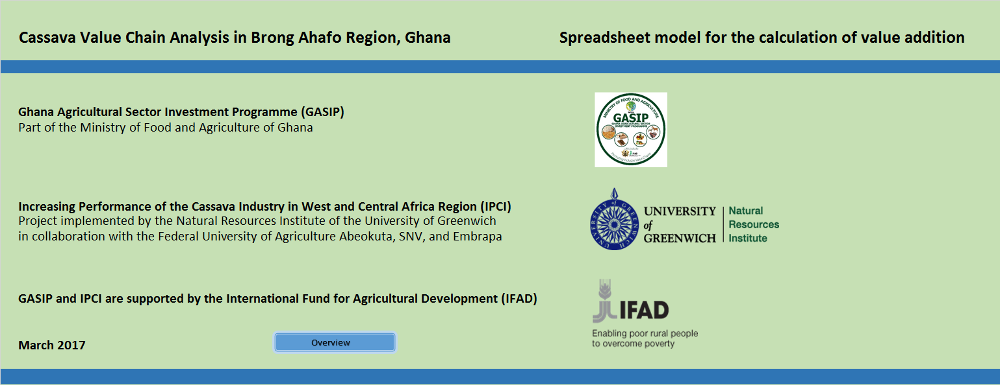 Cassava Value Chain Analysis in Brong Ahafo Region, Ghana
Spreadsheet model for the calculation of value addition
Ghana Agricultural Sector Investment Programme (GASIP)
Part of the Ministry of Food and Agriculture of Ghana
MINISTRY OF FOOD AND AGRICULTURE
GASIP
GHANA AGRICULTURAL SECTOR
INVESTMENT PROGRAMME
Promoting Inclusive Value Chains
Increasing Performance of the Cassava Industry in West and Central Africa Region (IPCI)
Project implemented by the Natural Resources Institute of the University of Greenwich
in collaboration with the Federal University of Agriculture Abeokuta, SNV, and Embrapa
UNIVERSITY of GREENWICH
UNIVERSITY
of
GREENWICH
Natural
Resources
Institute
GASIP and IPCI are supported by the International Fund for Agricultural Development (IFAD)
IFAD
Enabling poor rural people
to overcome poverty
March 2017
Overview